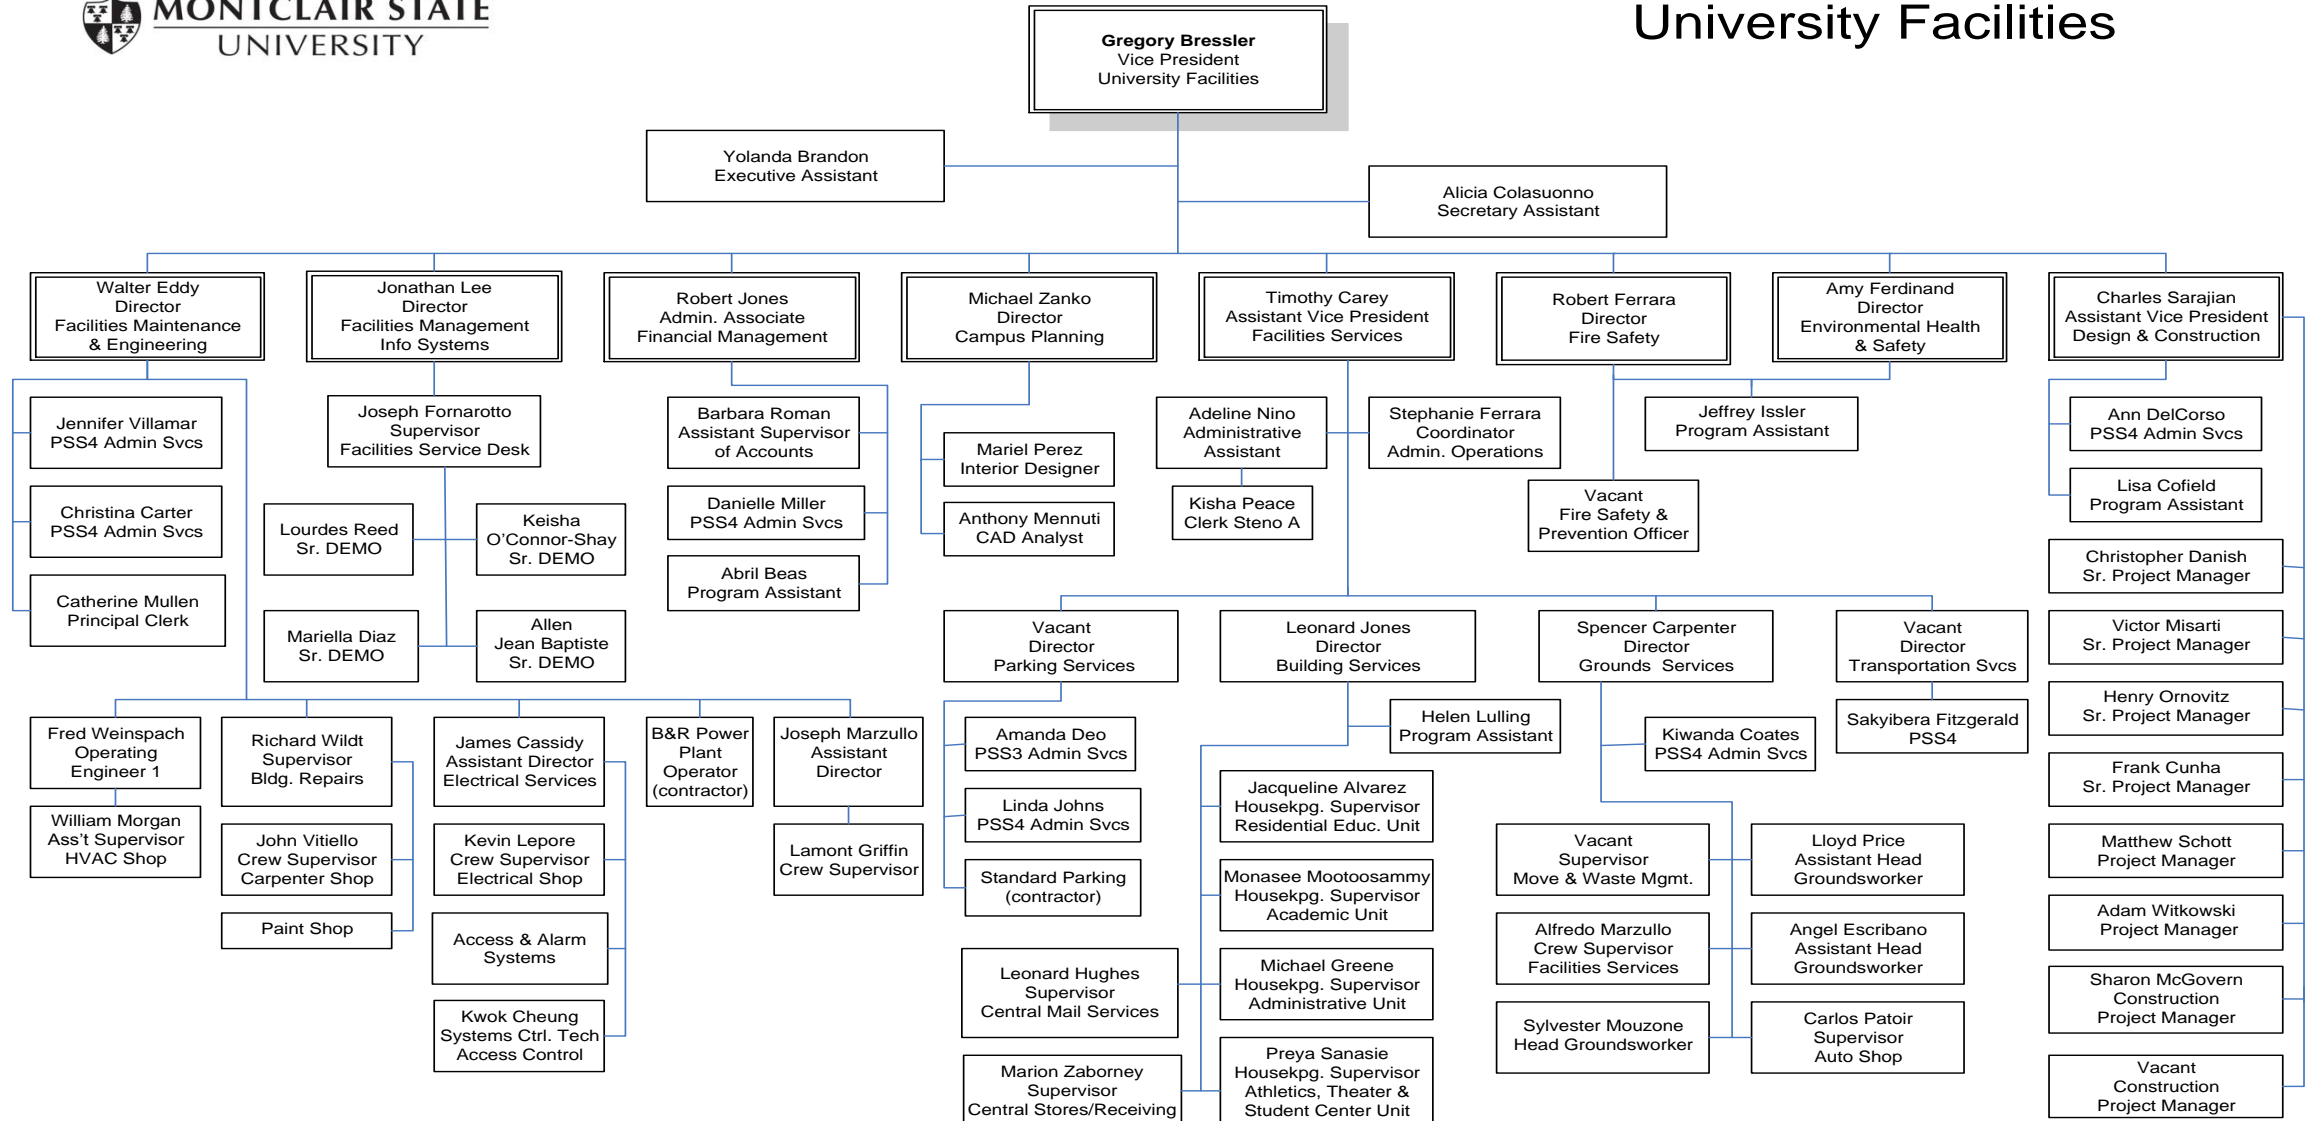 MONTCLAIR STATE
UNIVERSITY
University Facilities
Gregory Bressler
Vice President
University Facilities
Yolanda Brandon
Executive Assistant
Alicia Colasuonno
Secretary Assistant
Walter Eddy
Director
Facilities Maintenance
& Engineering
Jonathan Lee
Director
Facilities Management
Info Systems
Robert Jones
Admin. Associate
Financial Management
Michael Zanko
Director
Campus Planning
Timothy Carey
Assistant Vice President
Facilities Services
Robert Ferrara
Director
Fire Safety
Amy Ferdinand
Director
Environmental Health
& Safety
Charles Sarajian
Assistant Vice President
Design & Construction
Jennifer Villamar
PSS4 Admin Svcs
Christina Carter
PSS4 Admin Svcs
Catherine Mullen
Principal Clerk
Joseph Fornarotto
Supervisor
Facilities Service Desk
Lourdes Reed
Sr. DEMO
Keisha
O'Connor-Shay
Sr. DEMO
Mariella Diaz
Sr. DEMO
Allen
Jean Baptiste
Sr. DEMO
Barbara Roman
Assistant Supervisor
of Accounts
Danielle Miller
PSS4 Admin Svcs
Abril Beas
Program Assistant
Mariel Perez
Interior Designer
Anthony Mennuti
CAD Analyst
Adeline Nino
Administrative
Assistant
Stephanie Ferrara
Coordinator
Admin. Operations
Kisha Peace
Clerk Steno A
Jeffrey Issler
Program Assistant
Vacant
Fire Safety &
Prevention Officer
Ann DelCorso
PSS4 Admin Svcs
Lisa Cofield
Program Assistant
Christopher Danish
Sr. Project Manager
Victor Misarti
Sr. Project Manager
Henry Ornovitz
Sr. Project Manager
Frank Cunha
Sr. Project Manager
Matthew Schott
Project Manager
Adam Witkowski
Project Manager
Sharon McGovern
Construction
Project Manager
Vacant
Construction
Project Manager
Vacant
Director
Parking Services
Leonard Jones
Director
Building Services
Spencer Carpenter
Director
Grounds Services
Vacant
Director
Transportation Svcs
Fred Weinspach
Operating
Engineer 1
William Morgan
Ass't Supervisor
HVAC Shop
Richard Wildt
Supervisor
Bldg. Repairs
John Vitiello
Crew Supervisor
Carpenter Shop
Paint Shop
James Cassidy
Assistant Director
Electrical Services
Kevin Lepore
Crew Supervisor
Electrical Shop
Access & Alarm
Systems
Kwok Cheung
Systems Ctrl. Tech
Access Control
B&R Power
Plant
Operator
(contractor)
Joseph Marzullo
Assistant
Director
Lamont Griffin
Crew Supervisor
Amanda Deo
PSS3 Admin Svcs
Linda Johns
PSS4 Admin Svcs
Standard Parking
(contractor)
Helen Lulling
Program Assistant
Jacqueline Alvarez
Housekpg. Supervisor
Residential Educ. Unit
Monasee Mootoosammy
Housekpg. Supervisor
Academic Unit
Leonard Hughes
Supervisor
Central Mail Services
Michael Greene
Housekpg. Supervisor
Administrative Unit
Marion Zaborney
Supervisor
Central Stores/Receiving
Preya Sanasie
Housekpg. Supervisor
Athletics, Theater &
Student Center Unit
Kiwanda Coates
PSS4 Admin Svcs
Sakyibera Fitzgerald
PSS4
Vacant
Supervisor
Move & Waste Mgmt.
Lloyd Price
Assistant Head
Groundsworker
Alfredo Marzullo
Crew Supervisor
Facilities Services
Angel Escribano
Assistant Head
Groundsworker
Sylvester Mouzone
Head Groundsworker
Carlos Patoir
Supervisor
Auto Shop